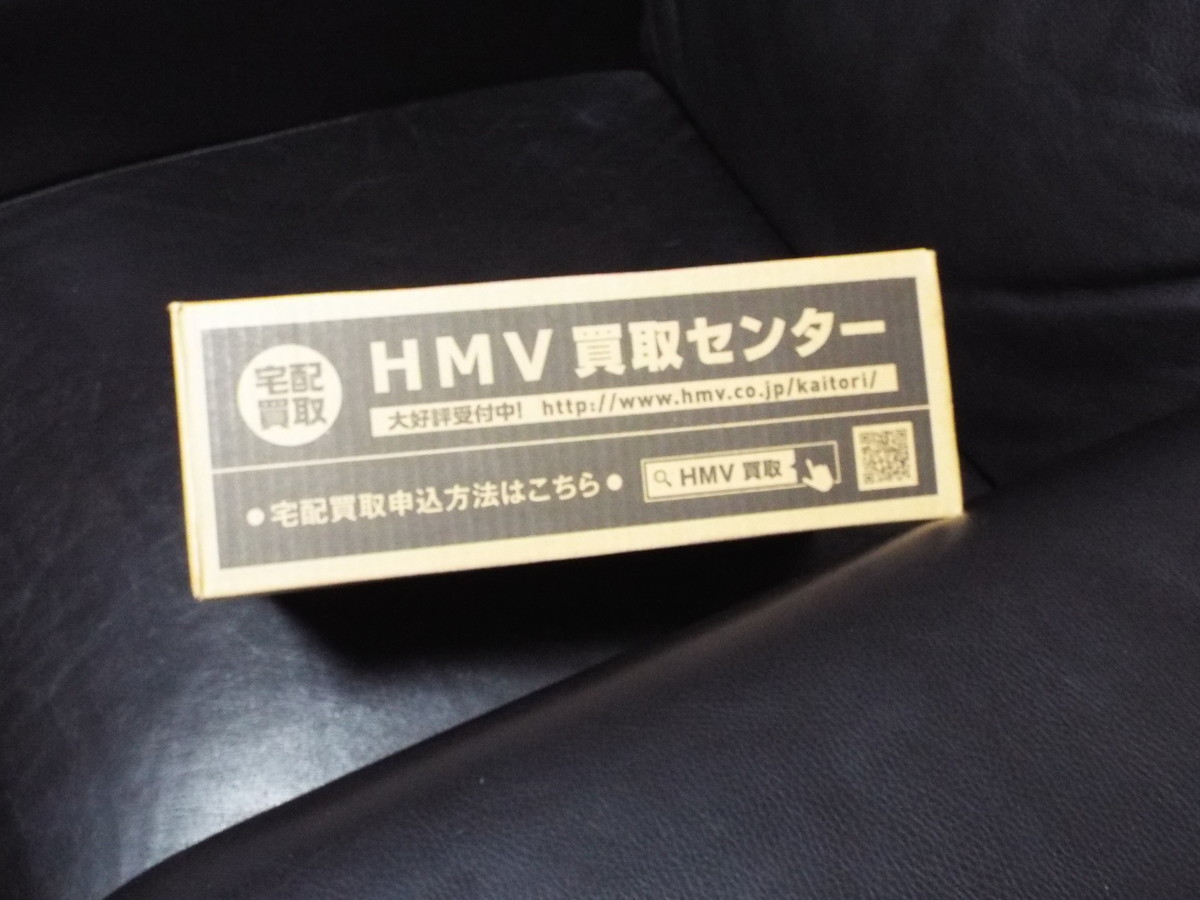 宅配
買取
HMV 買取センター
大好評受付中! http://www.hmv.co.jp/kaitori/
●宅配買取申込方法はこちら●
HMV 買取